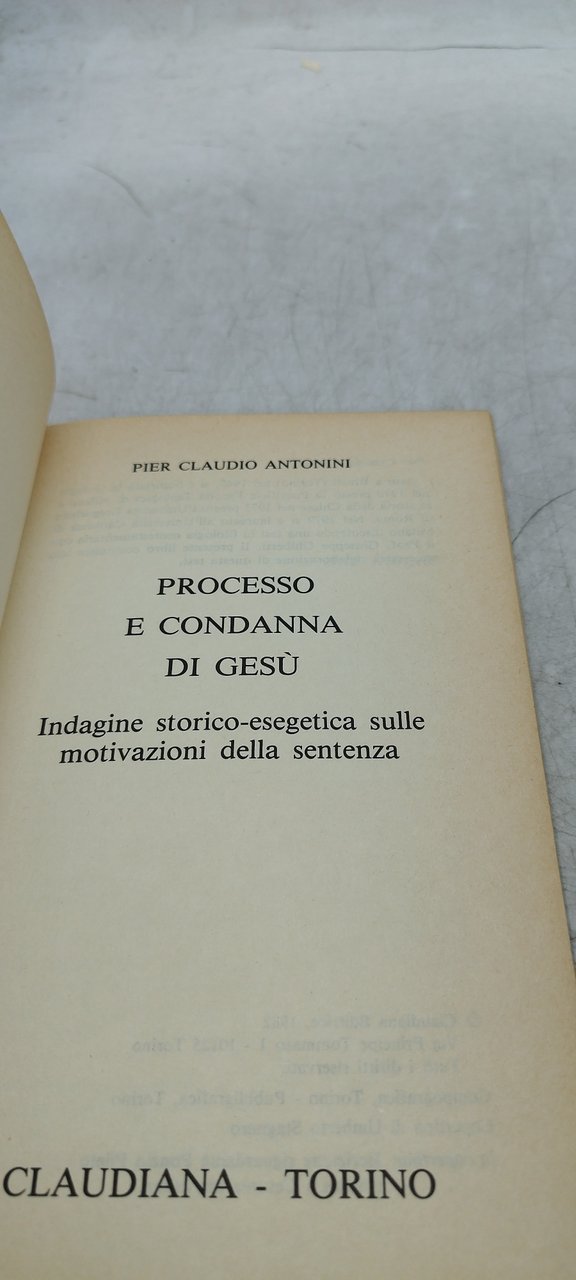 PIER CLAUDIO ANTONINI
PROCESSO
E CONDANNA
DI GESÙ
Indagine storico-esegetica sulle
motivazioni della sentenza
CLAUDIANA - TORINO